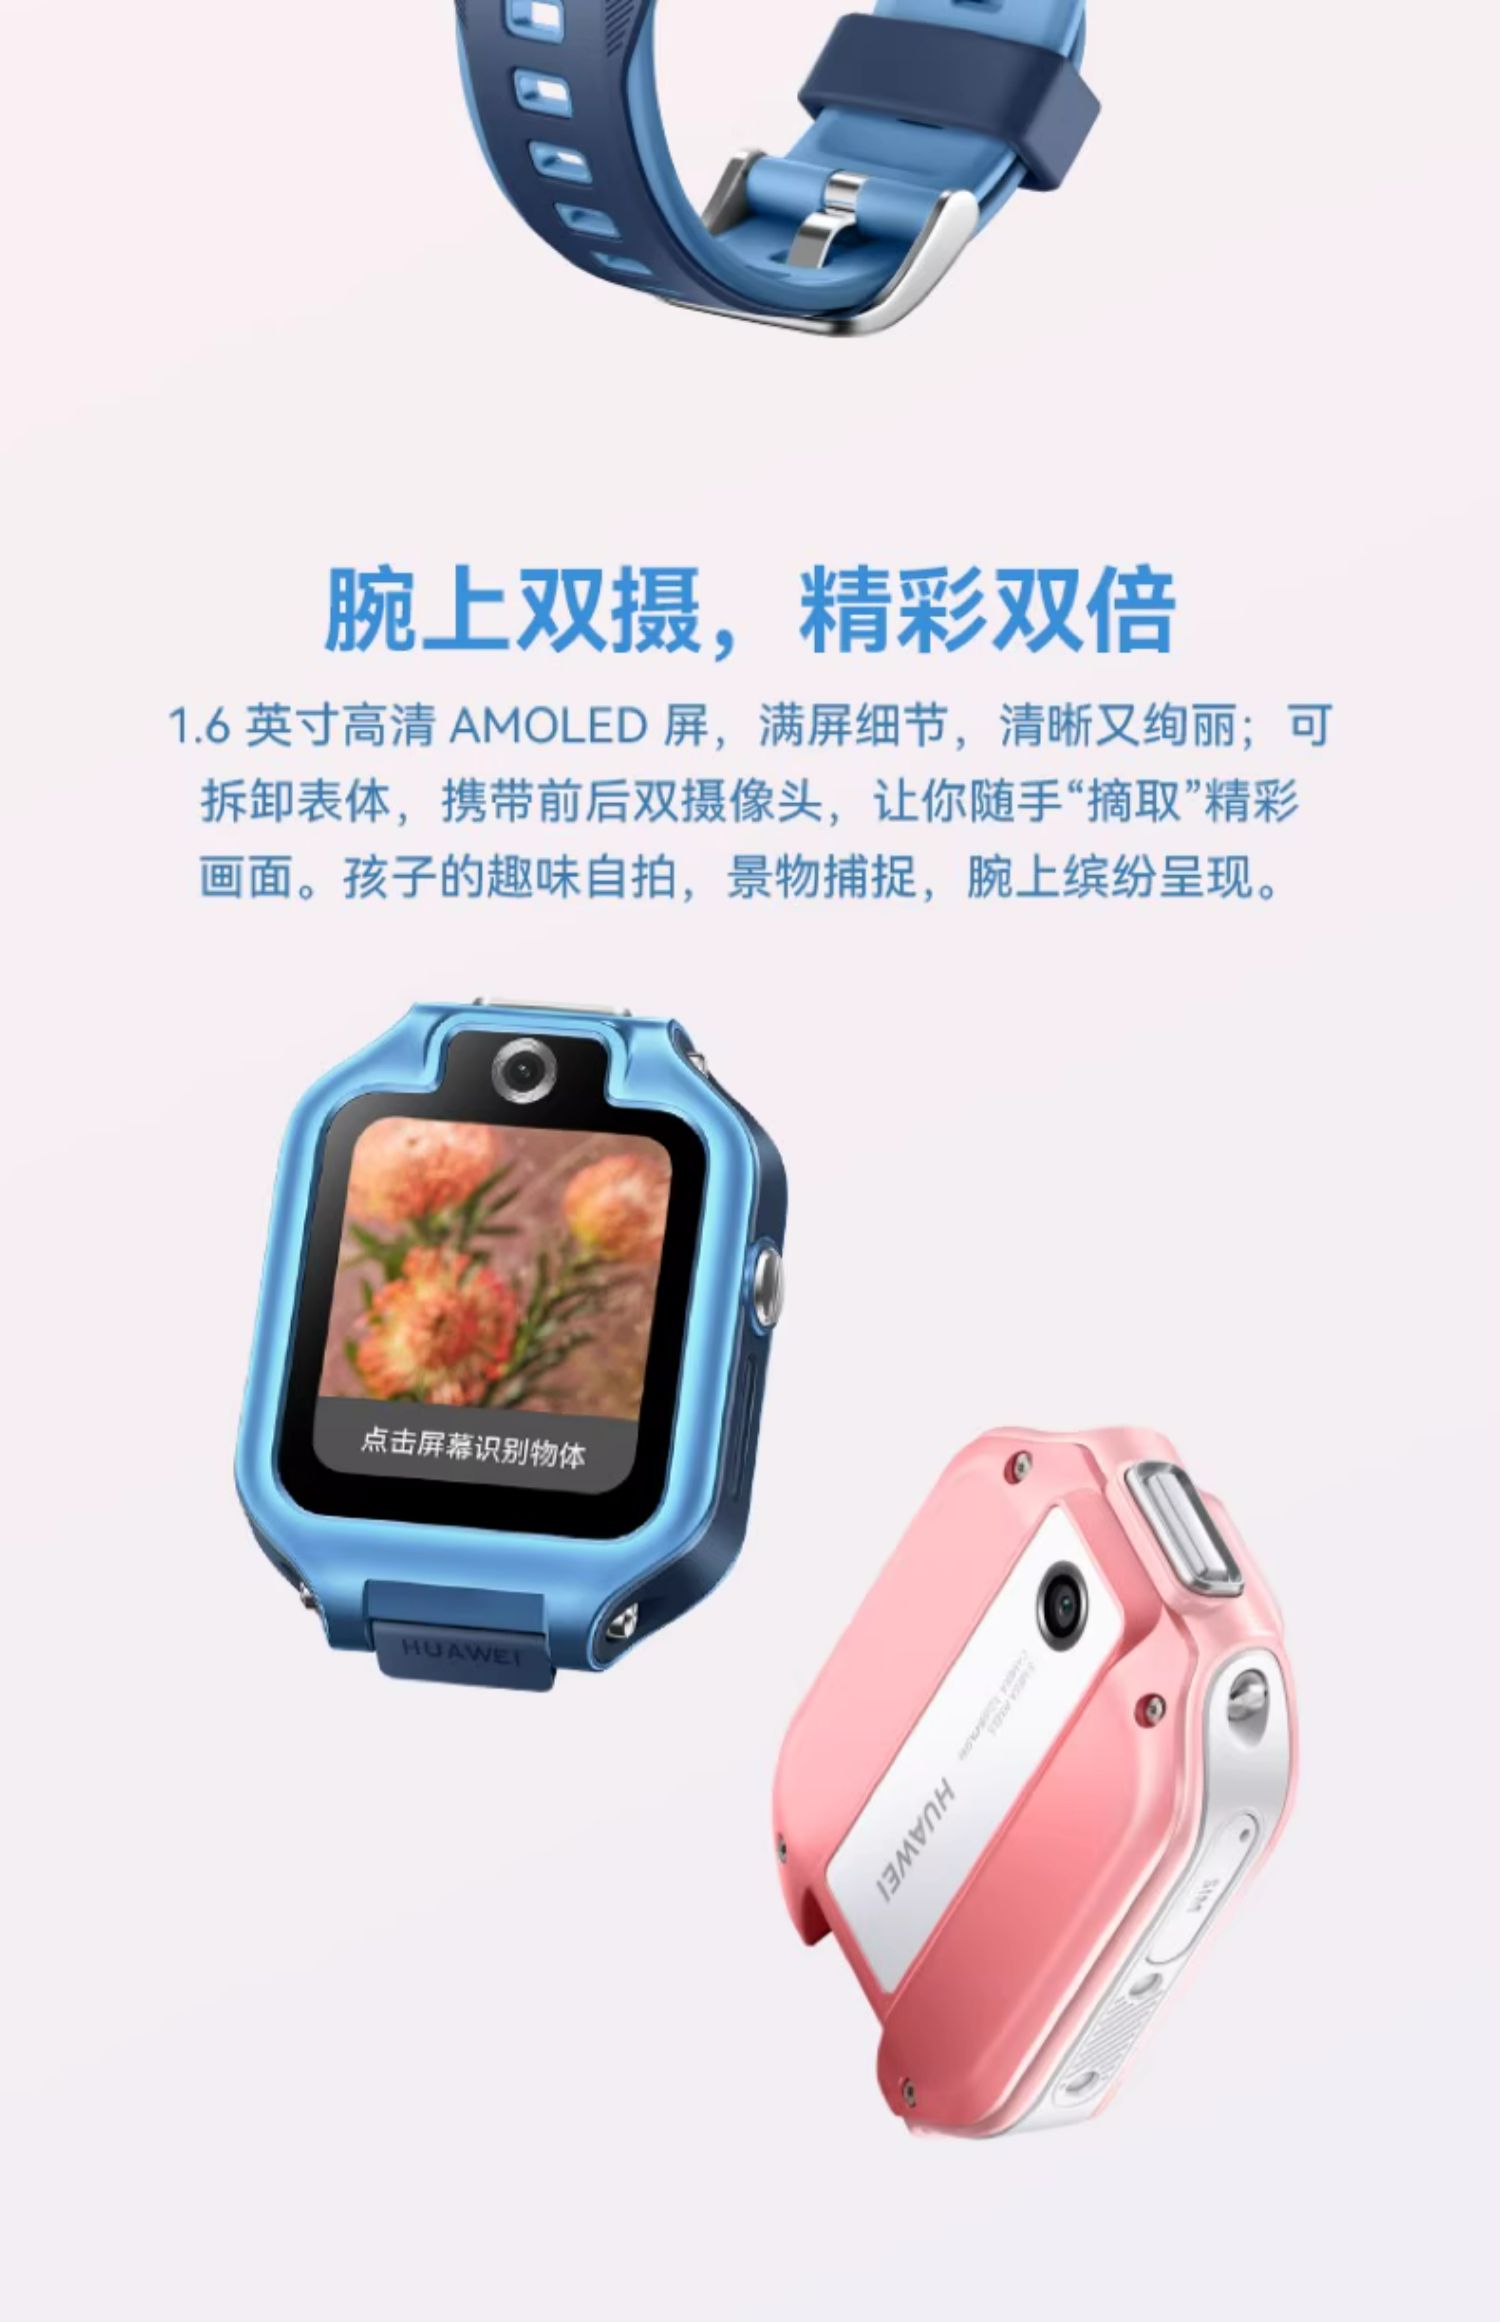 腕上双摄，精彩双倍
1.6 英寸高清 AMOLED 屏，满屏细节，清晰又绚丽；可
拆卸表体，携带前后双摄像头，让你随手“摘取”精彩
画面。孩子的趣味自拍，景物捕捉，腕上缤纷呈现。
点击屏幕识别物体
HUAWEI
HUAWEI
SIM